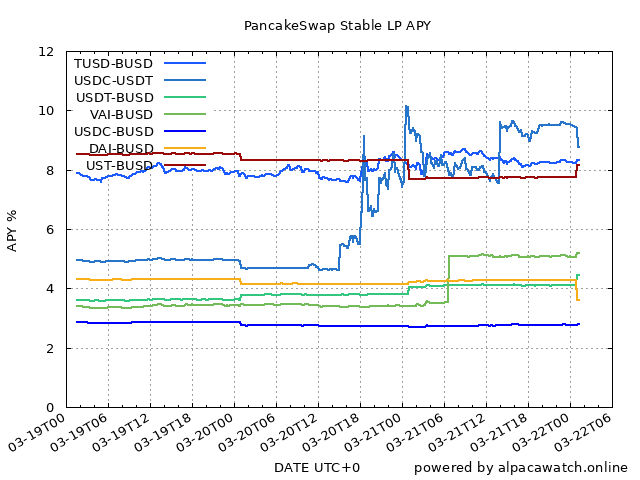 PancakeSwap Stable LP APY
12
10
8
6
4
2
0
APY %
TUSD-BUSD
USDC-USDT
USDT-BUSD
VAI-BUSD
USDC-BUSD
DAI-BUSD
UST-BUSD
03-19T00
03-19T06
03-19T12
03-19T18
03-20T00
03-20T06
03-20T12
03-20T18
03-21T00
03-21T06
03-21T12
03-21T18
03-22T00
03-22T06
DATE UTC+0
powered by alpacawatch.online